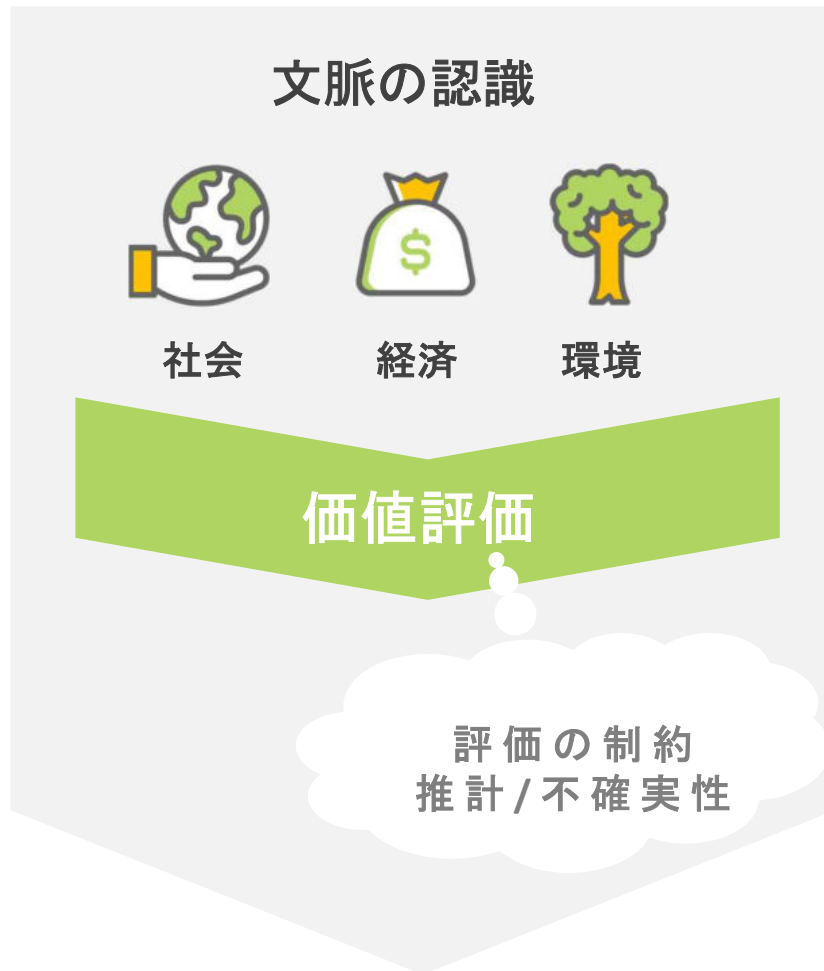 文脈の認識
$
社会 経済 環境
価値評価
評価の制約
推計/不確実性